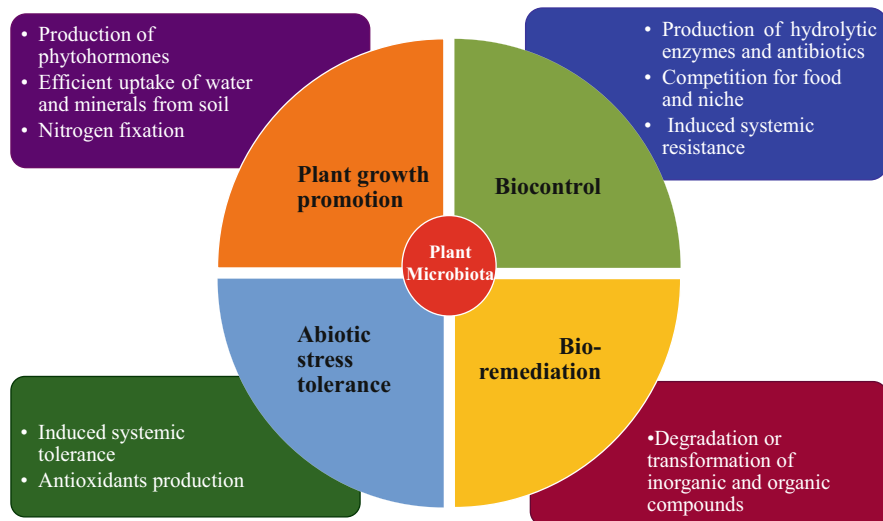 • Production of
phytohormones
• Efficient uptake of water
and minerals from soil
• Nitrogen fixation
• Production of hydrolytic
enzymes and antibiotics
• Competition for food
and niche
• Induced systemic
resistance
Plant growth
promotion
Biocontrol
Plant
Microbiota
Abiotic
stress
tolerance
Bio-
remediation
• Induced systemic
tolerance
• Antioxidants production
•Degradation or
transformation of
inorganic and organic
compounds